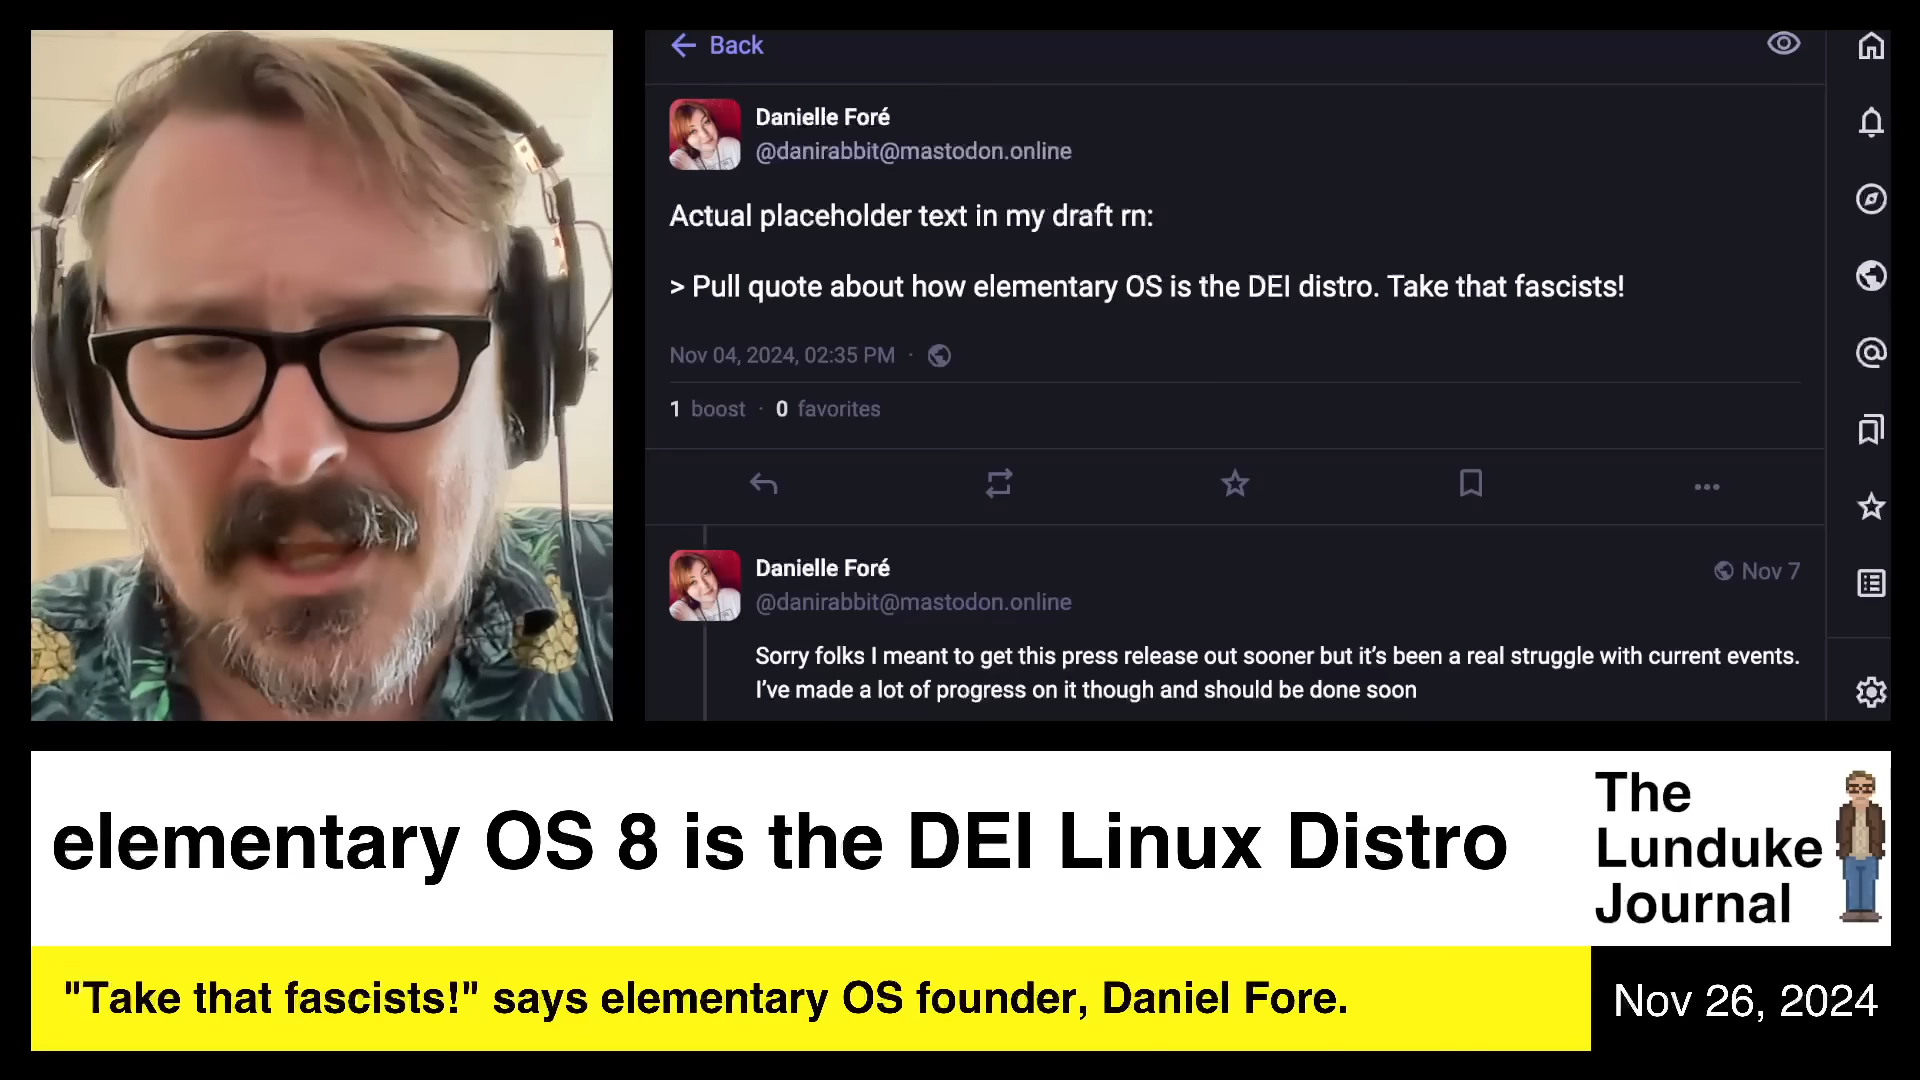 Back
Danielle Foré
@danirabbit@mastodon.online
Actual placeholder text in my draft rn:
> Pull quote about how elementary OS is the DEI distro. Take that fascists!
Nov 04, 2024, 02:35 PM ·
1 boost · 0 favorites
Danielle Foré
Nov 7
@danirabbit@mastodon.online
Sorry folks I meant to get this press release out sooner but it’s been a real struggle with current events.
I’ve made a lot of progress on it though and should be done soon
elementary OS 8 is the DEI Linux Distro
The
Lunduke
Journal
"Take that fascists!" says elementary OS founder, Daniel Fore.
Nov 26, 2024